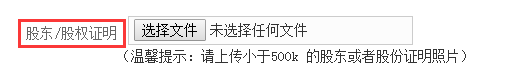 股东/股权证明 选择文件 未选择任何文件
(温馨提示：请上传小于500k 的股东或者股份证明照片)